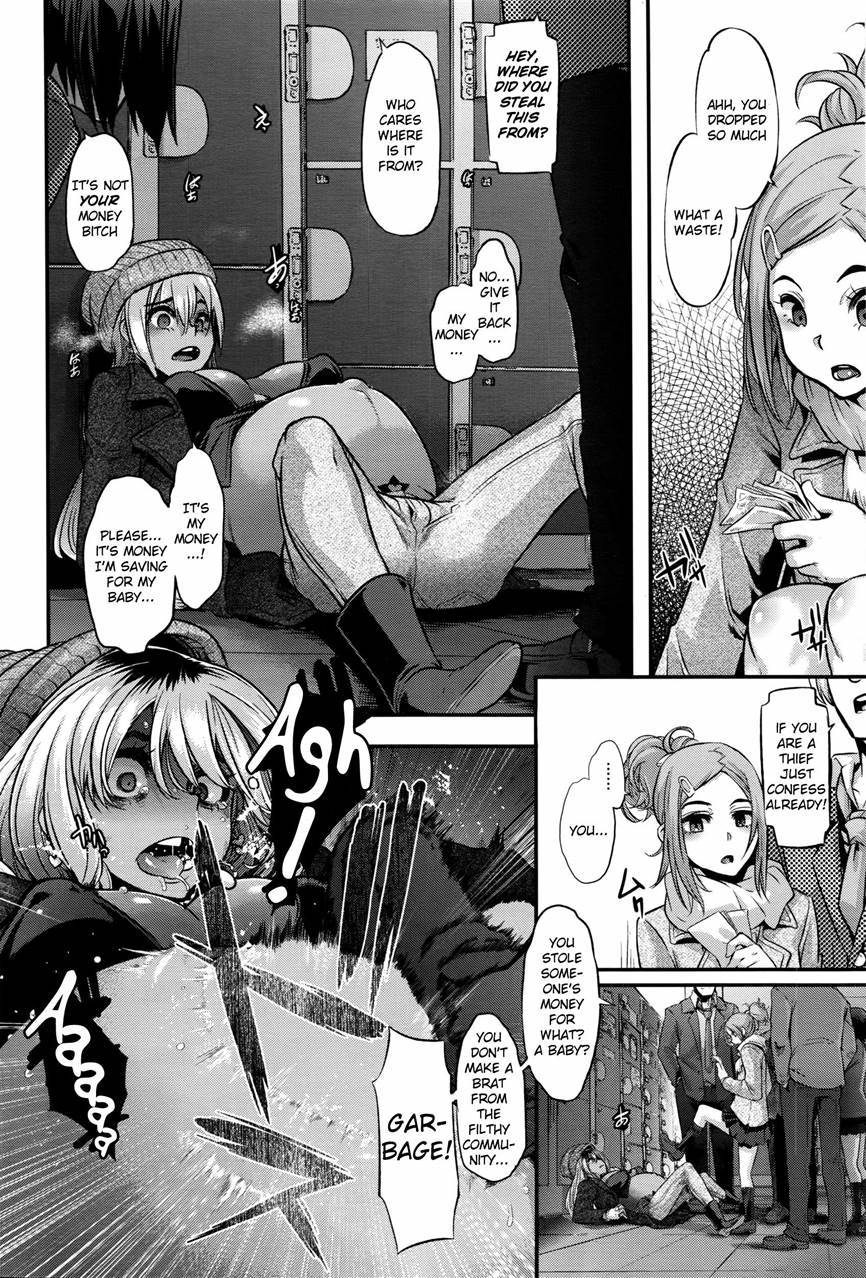 AHH, YOU
DROPPED
SO MUCH
WHAT A
WASTE!
HEY,
WHERE
DID YOU
STEAL
THIS
FROM?
WHO
CARES
WHERE
IS IT
FROM?
IT'S NOT
YOUR
MONEY
BITCH
NO...
GIVE
IT
BACK
...
MY
MONEY
...
IT'S
MY
MONEY
...!
PLEASE...
IT'S MONEY
I'M SAVING
FOR MY
BABY...
IF YOU
ARE A
THIEF
JUST
CONFESS
ALREADY!
........
YOU...
YOU
STOLE
SOME-
ONE'S
MONEY
FOR
WHAT?
A BABY?
YOU
DON'T
MAKE A
BRAT
FROM
THE
FILTHY
COMMU-
NITY...
GAR-
BAGE!
Agh
!
Aaaaa